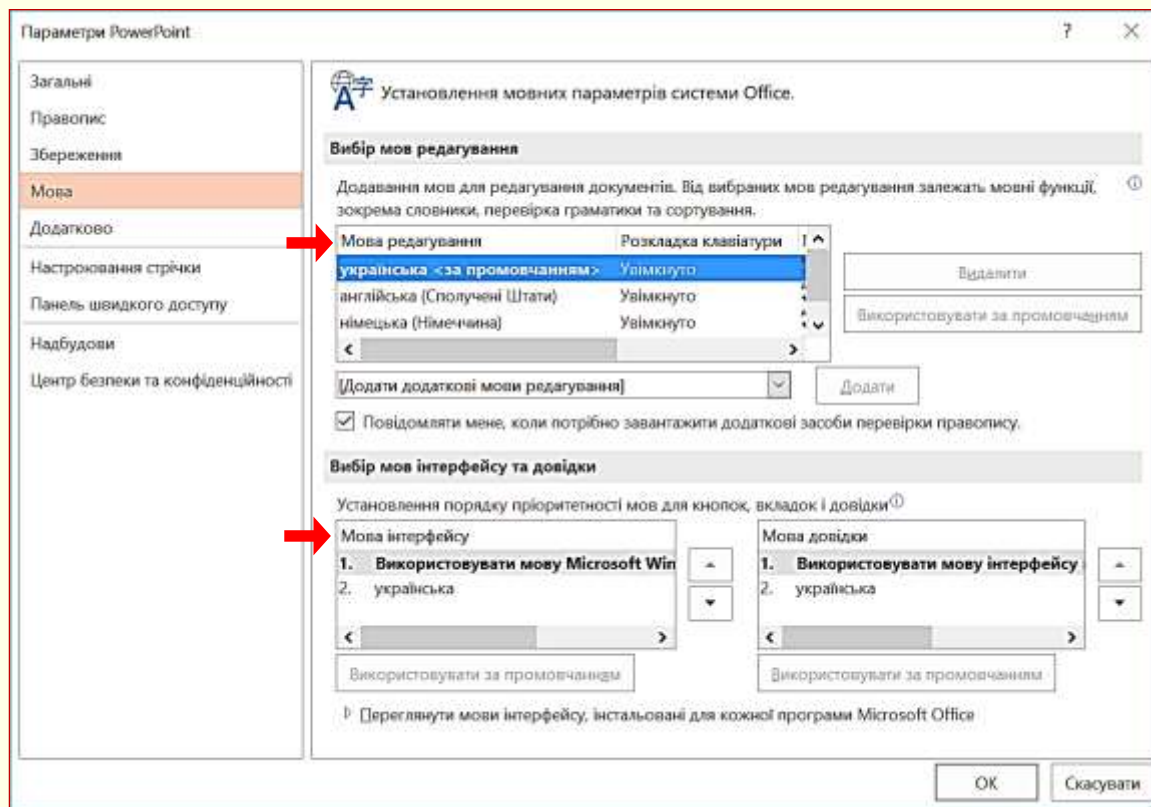 Параметри PowerPoint
?
Загальні
Правопис
Збереження
Мова
Додатково
Настроювання стрічки
Панель швидкого доступу
Надбудови
Центр безпеки та конфіденційності
Установлення мовних параметрів системи Office.
Вибір мов редагування
Додавання мов для редагування документів. Від вибраних мов редагування залежать мовні функції,
зокрема словники, перевірка граматики та сортування.
Мова редагування Розкладка клавіатури
українська <за промовчанням> Увімкнуто
англійська (Сполучені Штати) Увімкнуто
німецька (Німеччина) Увімкнуто
Видалити
Використовувати за промовчанням
[Додати додаткові мови редагування]
Додати
Повідомляти мене, коли потрібно завантажити додаткові засоби перевірки правопису.
Вибір мов інтерфейсу та довідки
Установлення порядку пріоритетності мов для кнопок, вкладок і довідки
Мова інтерфейсу
1. Використовувати мову Microsoft Win
2. українська
Використовувати за промовчанням
Мова довідки
1. Використовувати мову інтерфейсу
2. українська
Використовувати за промовчанням
Переглянути мови інтерфейсу, інстальовані для кожної програми Microsoft Office
ОК
Скасувати